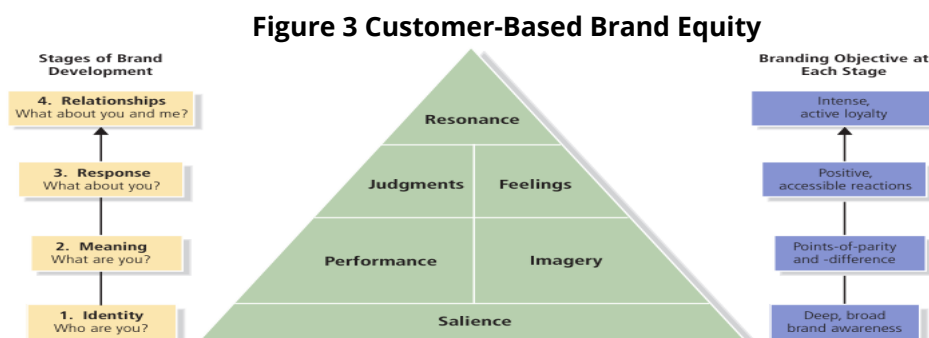 Figure 3 Customer-Based Brand Equity
Stages of Brand
Development
4. Relationships
What about you and me?
3. Response
What about you?
2. Meaning
What are you?
1. Identity
Who are you?
Resonance
Judgments
Feelings
Performance
Imagery
Salience
Branding Objective at
Each Stage
Intense,
active loyalty
Positive,
accessible reactions
Points-of-parity
and -difference
Deep, broad
brand awareness